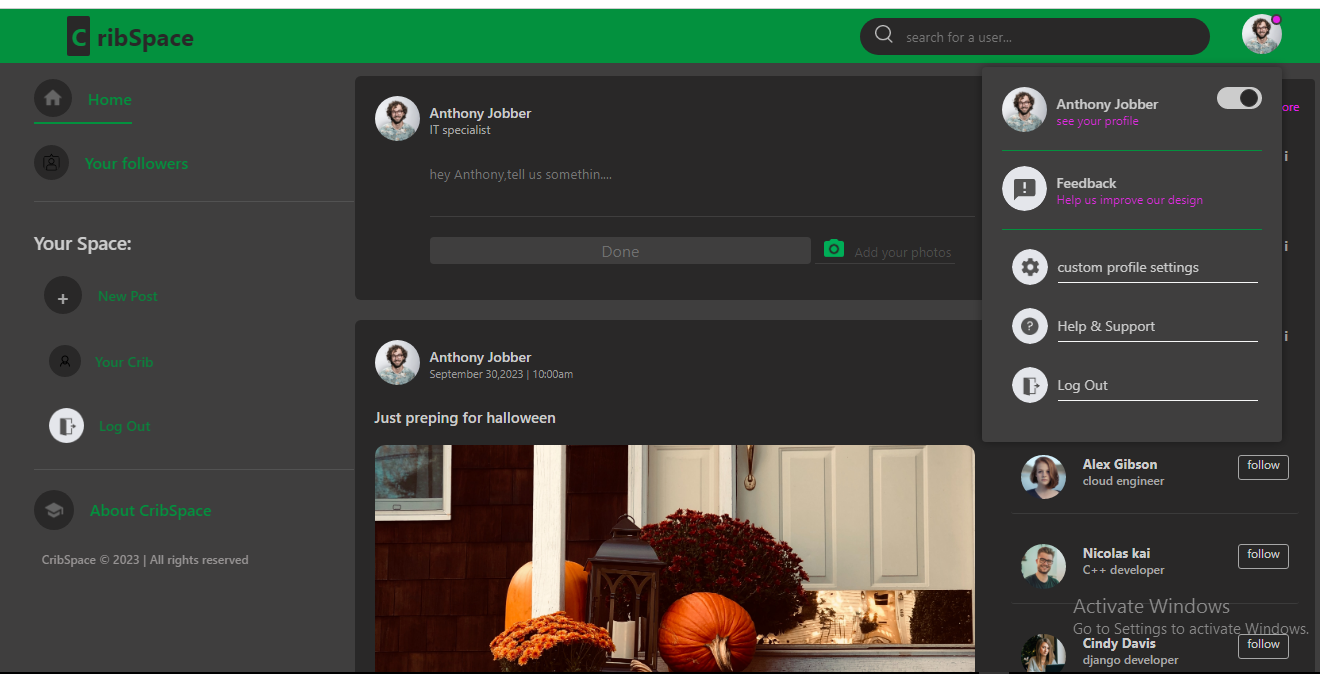 CribSpace
search for a user...
Home
Your followers
Your Space:
+
New Post
Your Crib
Log Out
About CribSpace
CribSpace © 2023 | All rights reserved
Anthony Jobber
IT specialist
hey Anthony,tell us somethin....
Done
Add your photos
Anthony Jobber
September 30,2023 | 10:00am
Just preping for halloween
Anthony Jobber
see your profile
Feedback
Help us improve our design
custom profile settings
?
Help & Support
Log Out
ore
i
i
i
Alex Gibson
cloud engineer
follow
Nicolas kai
C++ developer
follow
Activate Windows
Go to Settings to activate Windows.
Cindy Davis
django developer
follow